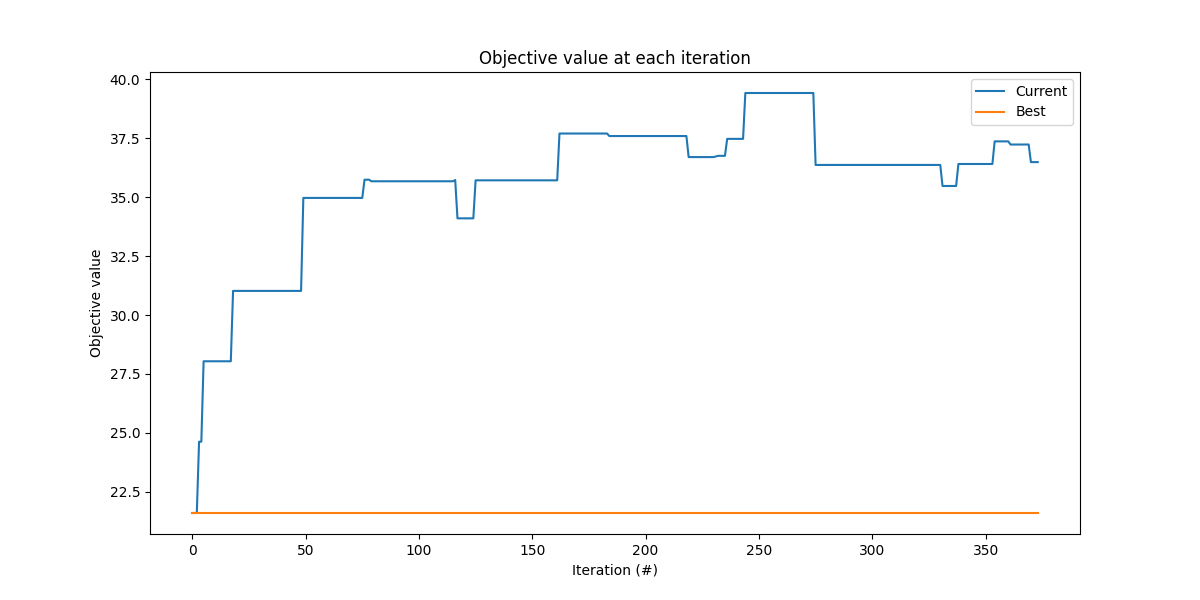 Objective value at each iteration
Objective value
40.0
37.5
35.0
32.5
30.0
27.5
25.0
22.5
0 50 100 150 200 250 300 350
Iteration (#)
Current
Best